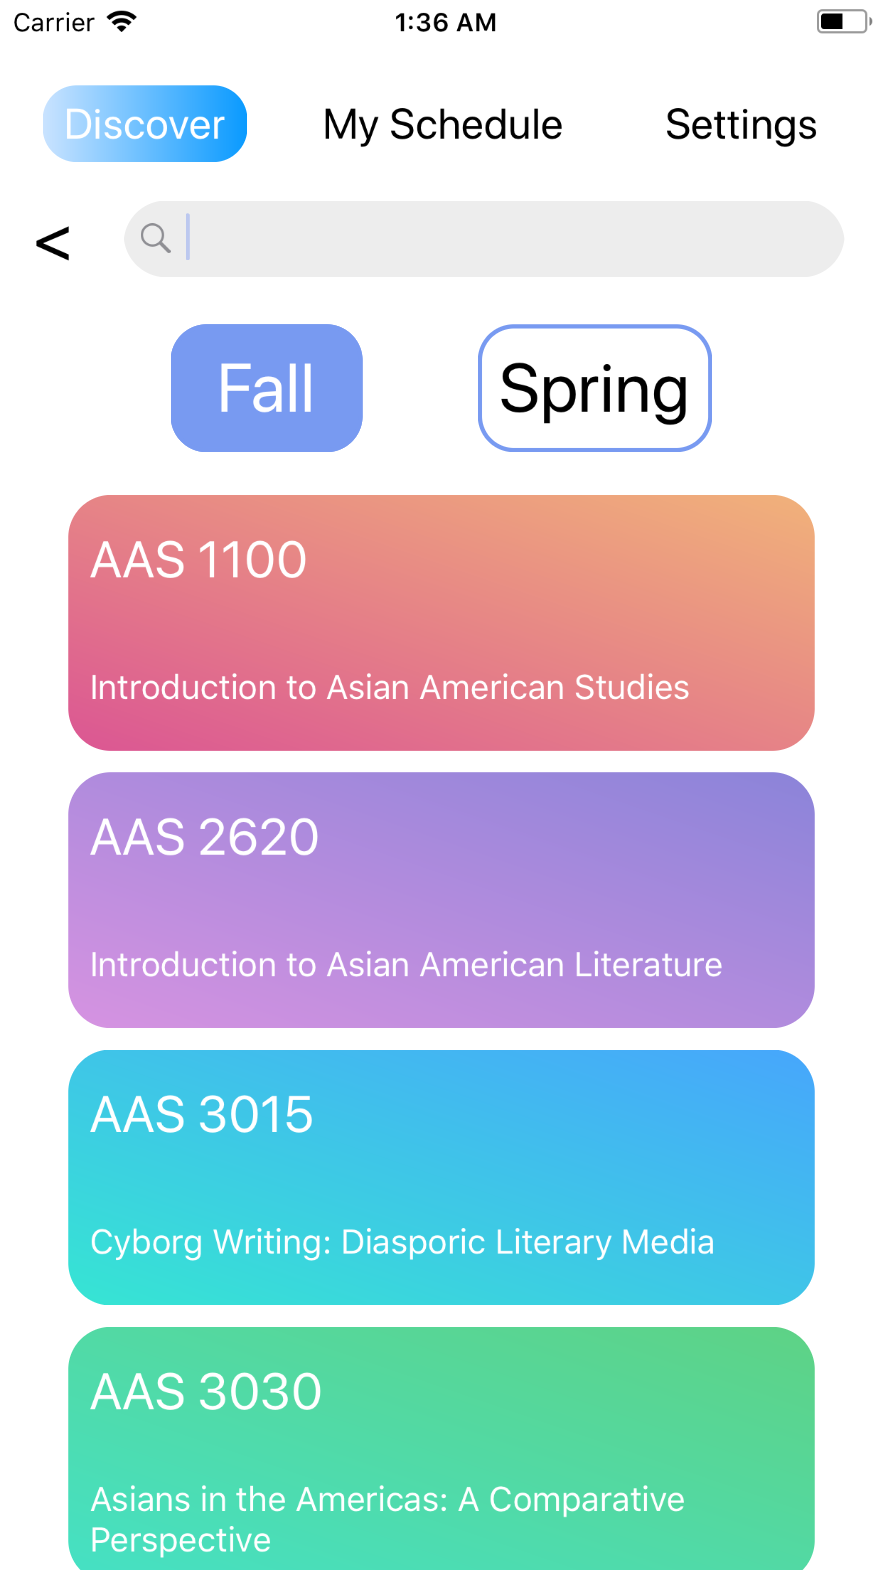 Carrier 1:36 AM
Discover My Schedule Settings
<
Fall Spring
AAS 1100
Introduction to Asian American Studies
AAS 2620
Introduction to Asian American Literature
AAS 3015
Cyborg Writing: Diasporic Literary Media
AAS 3030
Asians in the Americas: A Comparative
Perspective